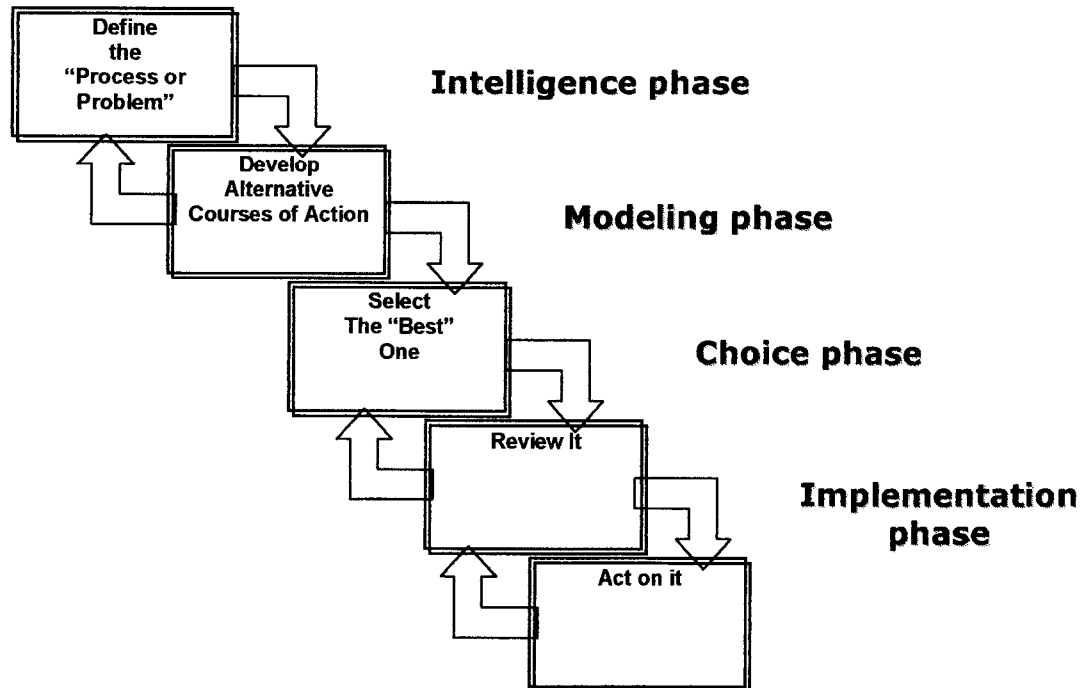 Define
the
“Process or
Problem”
Intelligence phase
Develop
Alternative
Courses of Action
Modeling phase
Select
The “Best”
One
Choice phase
Review It
Implementation
phase
Act on it